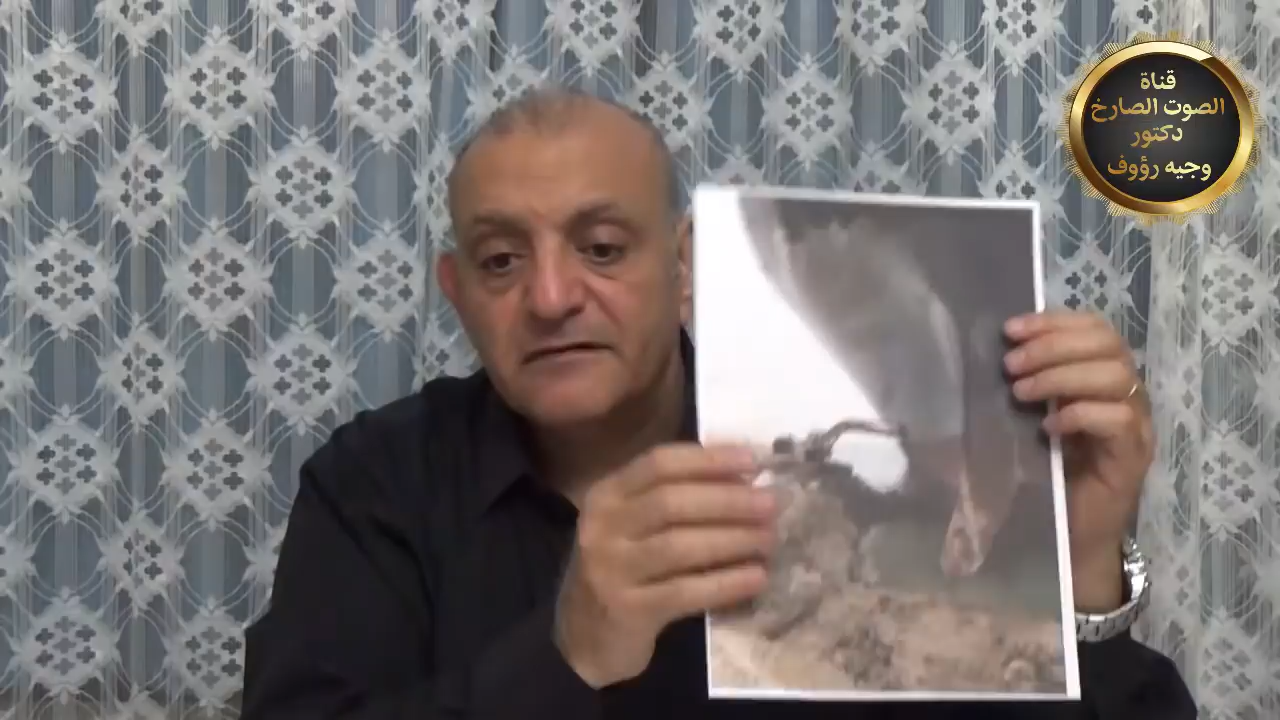 قناة
الصوت الصارخ
دكتور
وجيه رؤوف